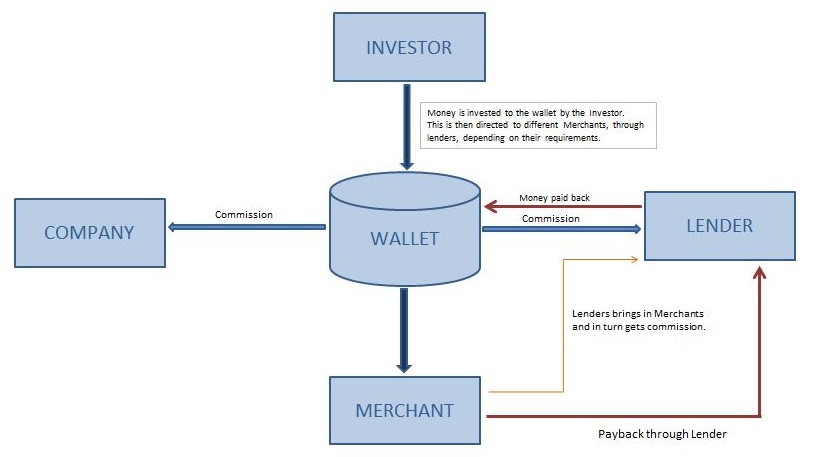 INVESTOR
Money is invested to the wallet by the Investor.
This is then directed to different Merchants, through
lenders, depending on their requirements.
COMPANY
Commission
WALLET
Money paid back
Commission
LENDER
Lenders brings in Merchants
and in turn gets commission.
MERCHANT
Payback through Lender